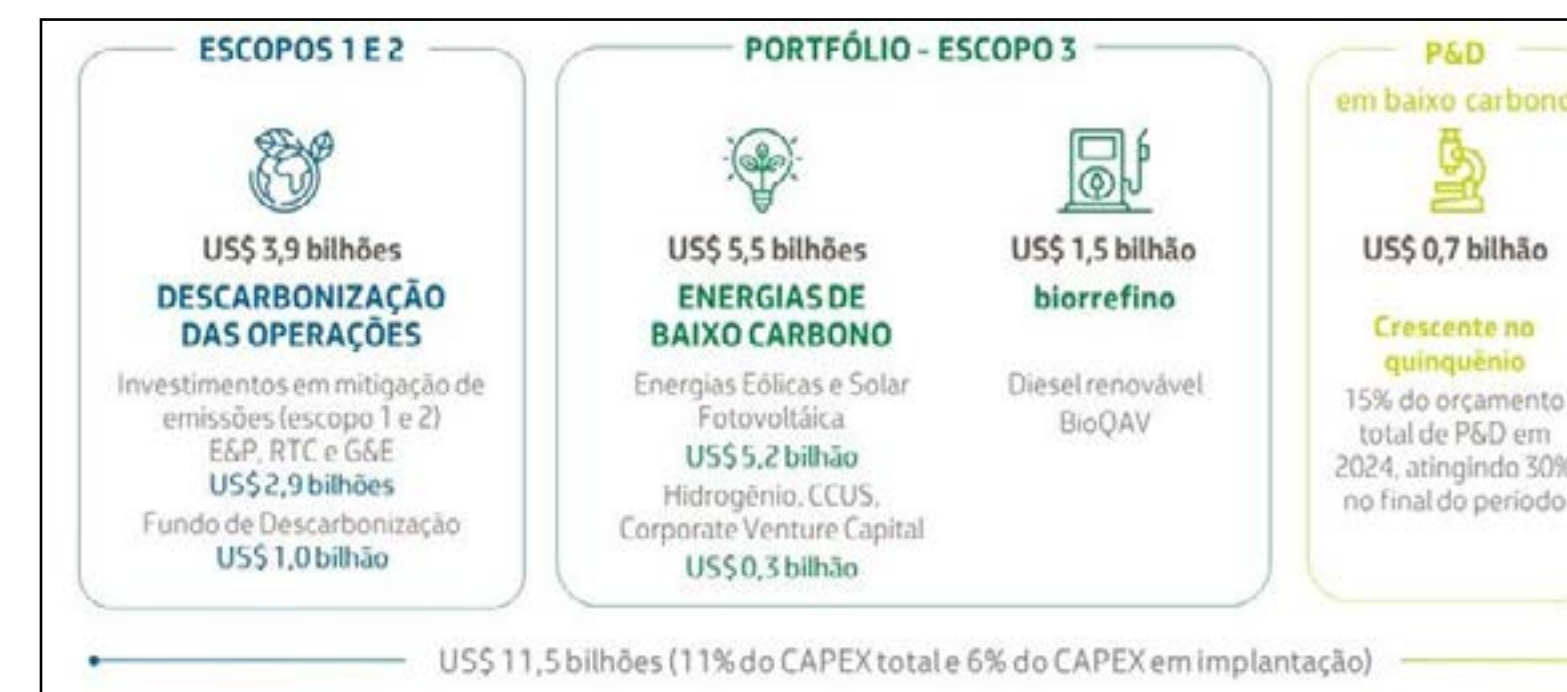 ESCOPOS 1 E 2
US$ 3,9 bilhões
DESCARBONIZAÇÃO
DAS OPERAÇÕES
Investimentos em mitigação de
emissões (escopo 1 e 2)
E&P, RTC e G&E
US$ 2,9 bilhões
Fundo de Descarbonização
US$ 1,0 bilhão
PORTFÓLIO - ESCOPO 3
US$ 5,5 bilhões
ENERGIAS DE
BAIXO CARBONO
Energias Eólicas e Solar
Fotovoltáica
US$ 5,2 bilhão
Hidrogênio, CCUS,
Corporate Venture Capital
US$ 0,3 bilhão
US$ 1,5 bilhão
biorrefino
Diesel renovável
BioQAV
P&D
em baixo carbono
US$ 0,7 bilhão
Crescente no
quinquênio
15% do orçamento
total de P&D em
2024, atingindo 30%
no final do período
US$ 11,5 bilhões (11% do CAPEX total e 6% do CAPEX em implantação)